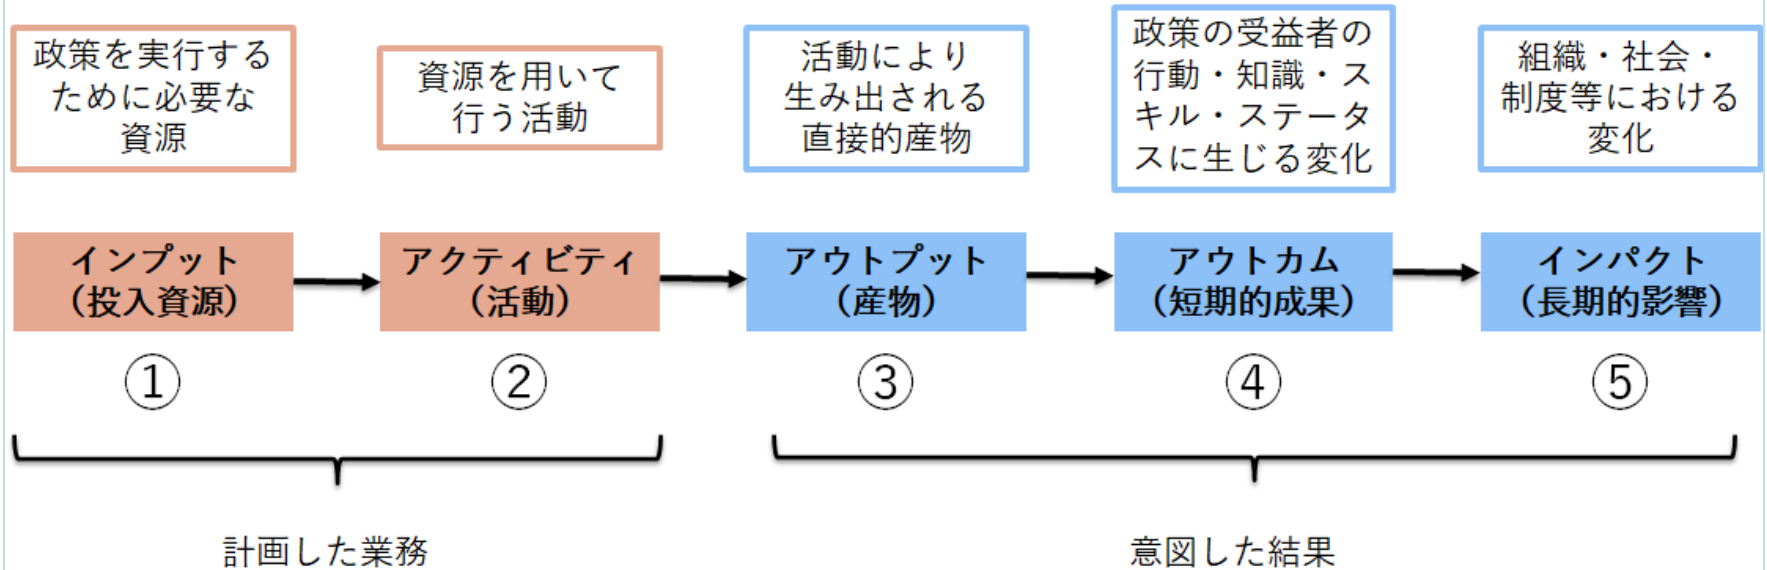 政策を実行する
ために必要な
資源
資源を用いて
行う活動
活動により
生み出される
直接的産物
政策の受益者の
行動・知識・ス
キル・ステータ
スに生じる変化
組織・社会・
制度等における
変化
インプット
（投入資源）
アクティビティ
（活動）
アウトプット
（産物）
アウトカム
（短期的成果）
インパクト
（長期的影響）
①
②
③
④
⑤
計画した業務
意図した結果